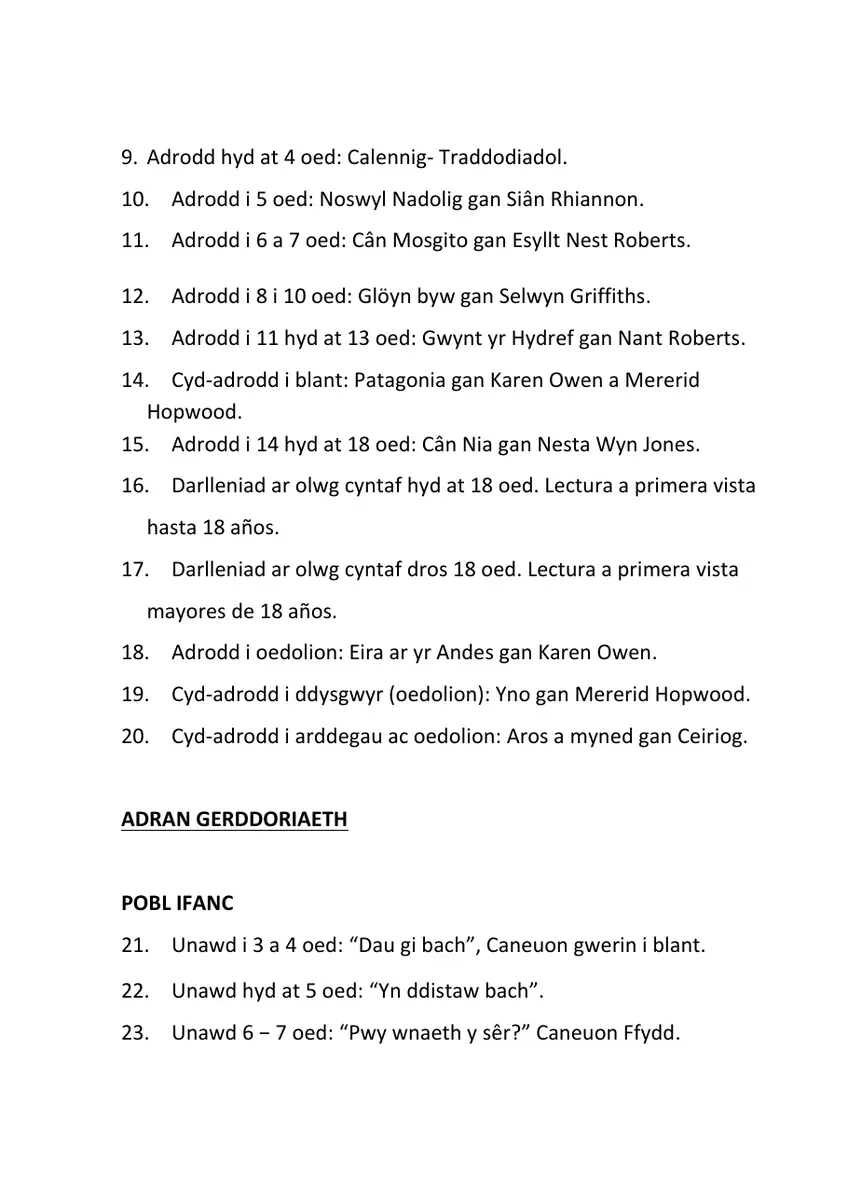 9. Adrodd hyd at 4 oed: Calennig- Traddodiadol.
10. Adrodd i 5 oed: Noswyl Nadolig gan Siân Rhiannon.
11. Adrodd i 6 a 7 oed: Cân Mosgito gan Esyllt Nest Roberts.
12. Adrodd i 8 i 10 oed: Glöyn byw gan Selwyn Griffiths.
13. Adrodd i 11 hyd at 13 oed: Gwynt yr Hydref gan Nant Roberts.
14. Cyd-adrodd i blant: Patagonia gan Karen Owen a Mererid
Hopwood.
15. Adrodd i 14 hyd at 18 oed: Cân Nia gan Nesta Wyn Jones.
16. Darlleniad ar olwg cyntaf hyd at 18 oed. Lectura a primera vista
hasta 18 años.
17. Darlleniad ar olwg cyntaf dros 18 oed. Lectura a primera vista
mayores de 18 años.
18. Adrodd i oedolion: Eira ar yr Andes gan Karen Owen.
19. Cyd-adrodd i ddysgwyr (oedolion): Yno gan Mererid Hopwood.
20. Cyd-adrodd i arddegau ac oedolion: Aros a myned gan Ceiriog.
ADRAN GERDDORIAETH
POBL IFANC
21. Unawd i 3 a 4 oed: “Dau gi bach”, Caneuon gwerin i blant.
22. Unawd hyd at 5 oed: “Yn ddistaw bach”.
23. Unawd 6 – 7 oed: “Pwy wnaeth y sêr?” Caneuon Ffydd.